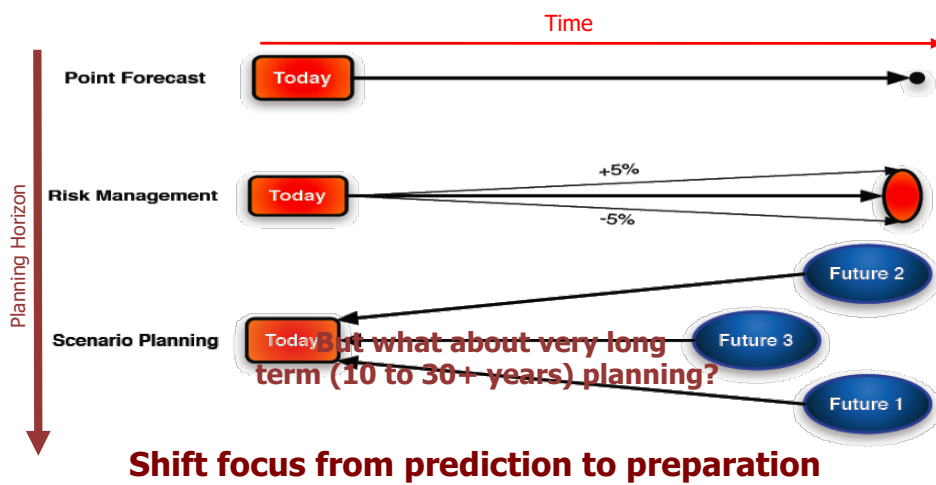 Time
Point Forecast
Today
Planning Horizon
Risk Management
Today
+5%
-5%
Future 2
Scenario Planning
Today
Future 3
But what about very long
term (10 to 30+ years) planning?
Future 1
Shift focus from prediction to preparation